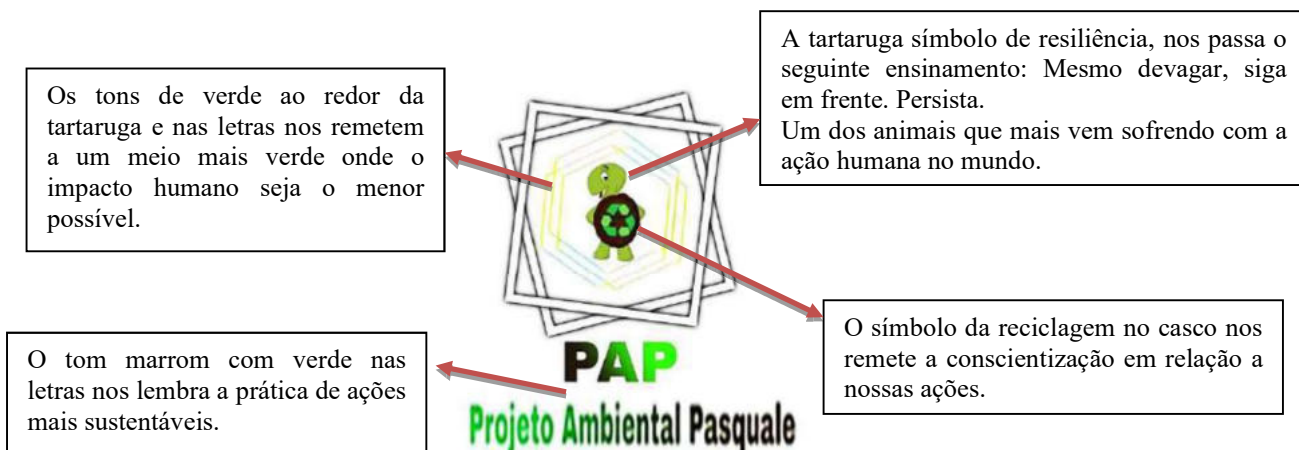 A tartaruga símbolo de resiliência, nos passa o
seguinte ensinamento: Mesmo devagar, siga
em frente. Persista.
Um dos animais que mais vem sofrendo com a
ação humana no mundo.
Os tons de verde ao redor da
tartaruga e nas letras nos remetem
a um meio mais verde onde o
impacto humano seja o menor
possível.
O símbolo da reciclagem no casco nos
remete a conscientização em relação a
nossas ações.
O tom marrom com verde nas
letras nos lembra a prática de ações
mais sustentáveis.
PAP
Projeto Ambiental Pasquale